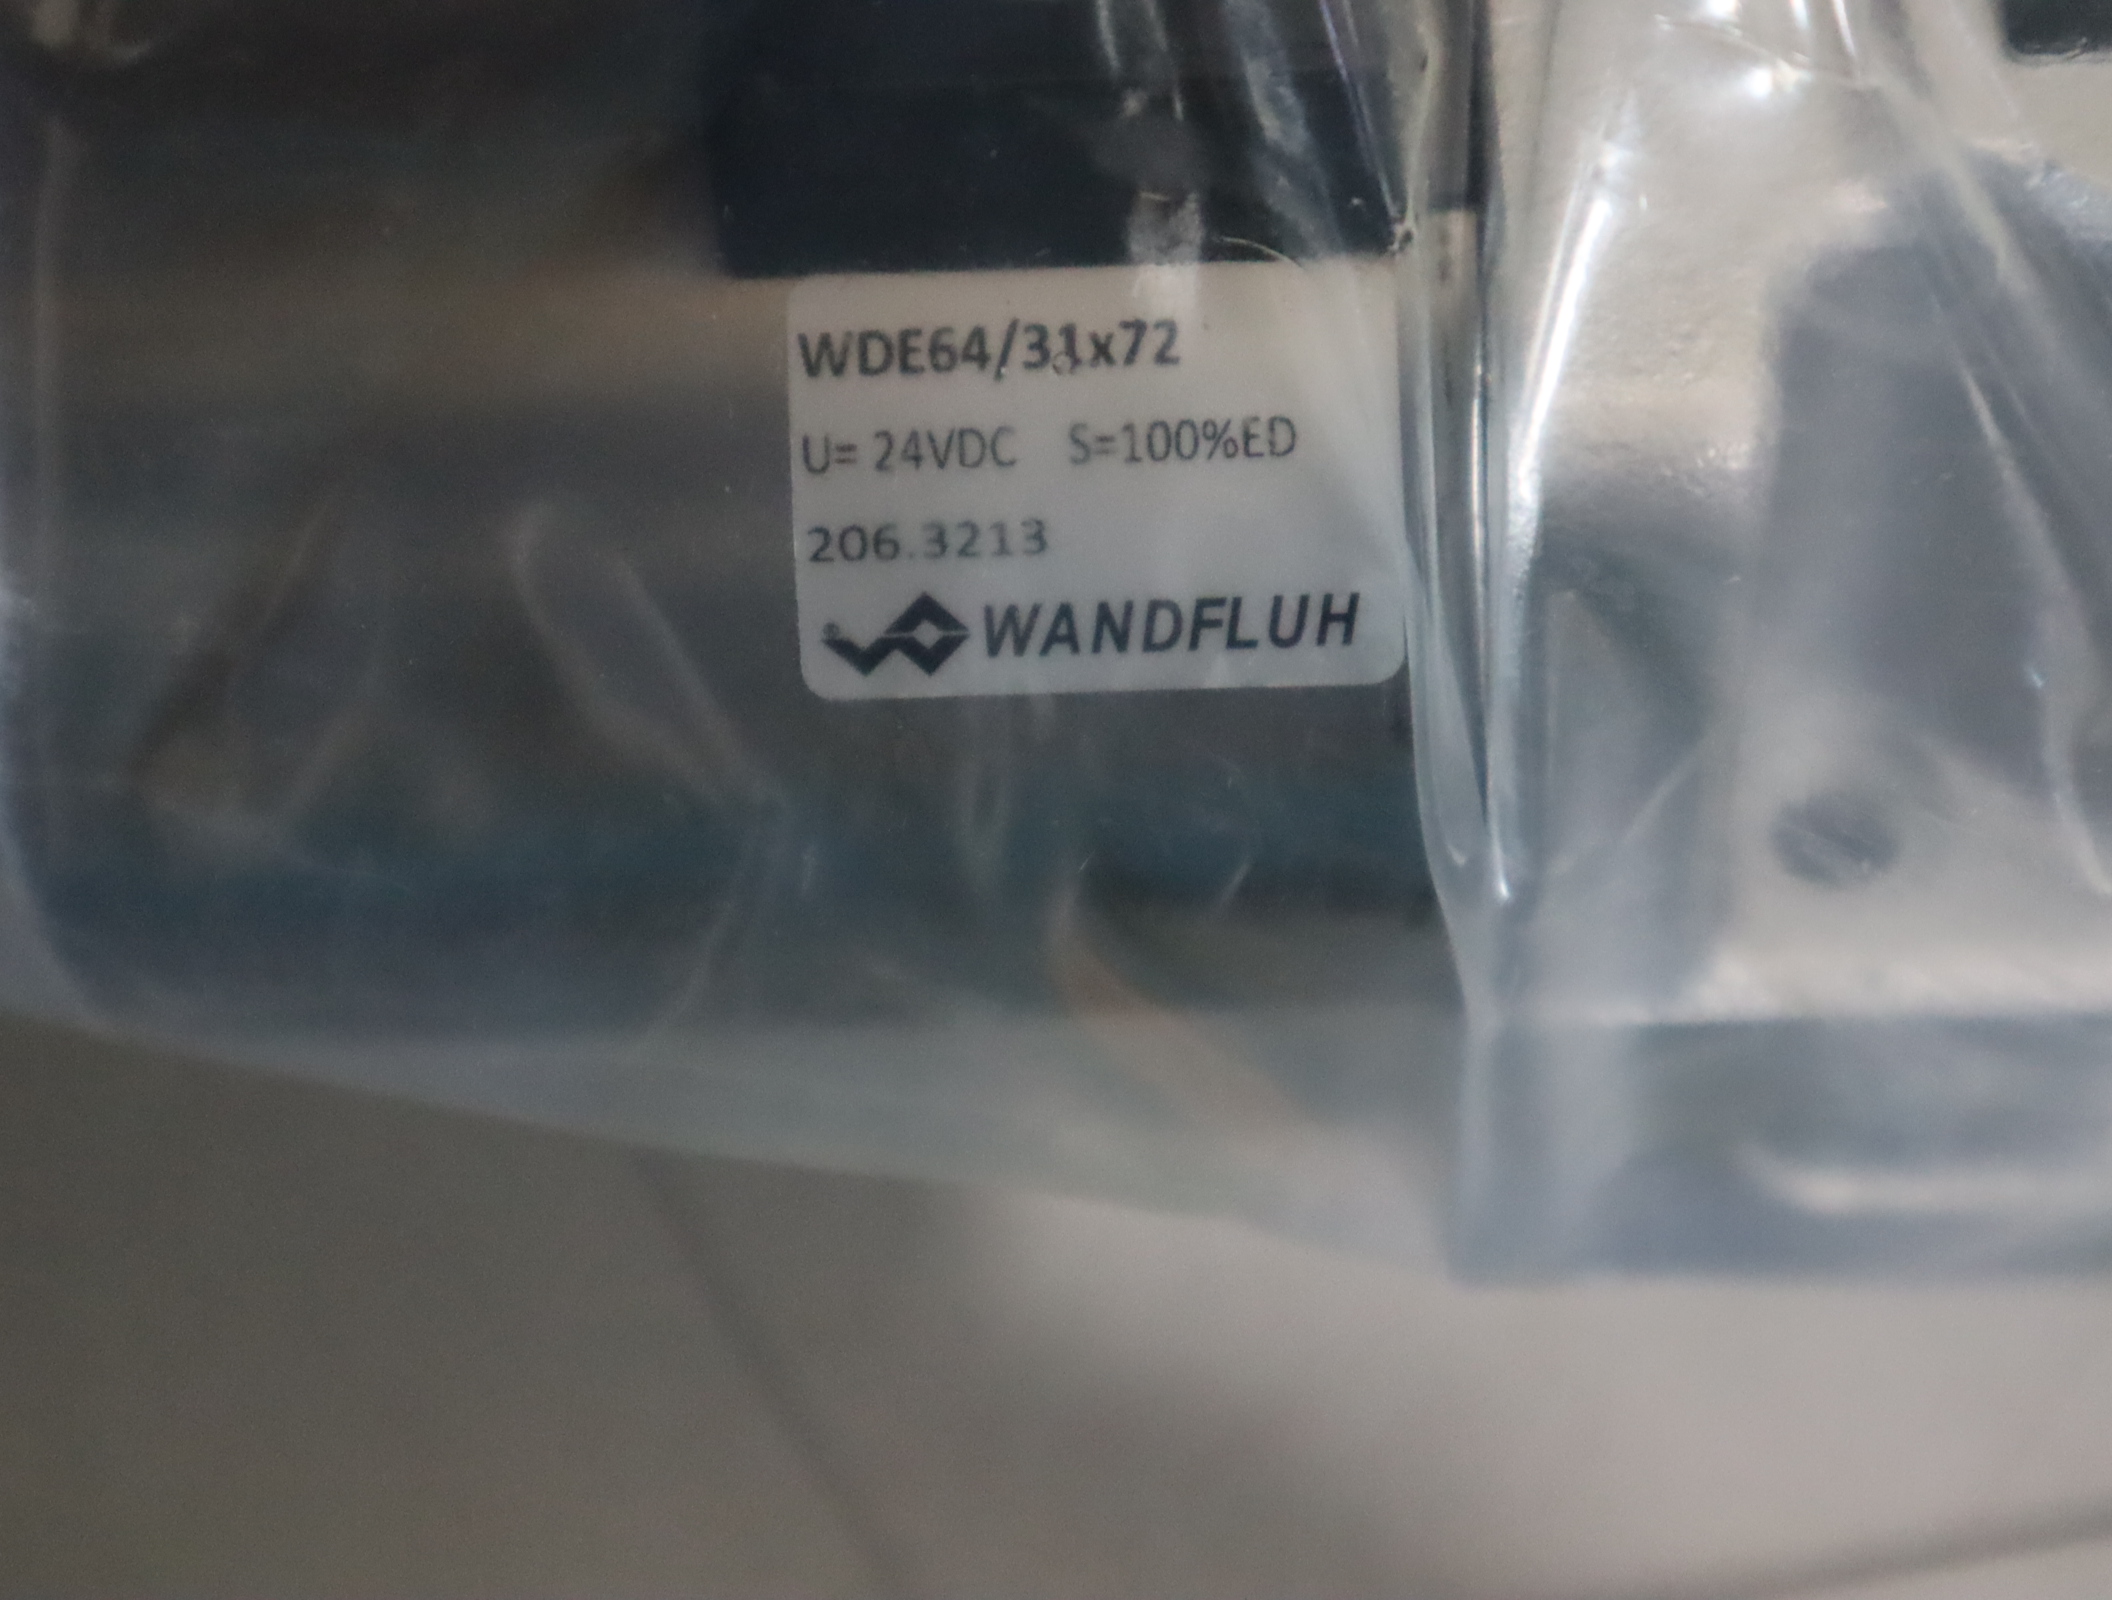 WDE64/31x72
U= 24VDC S=100%ED
206.3213
WANDFLUH